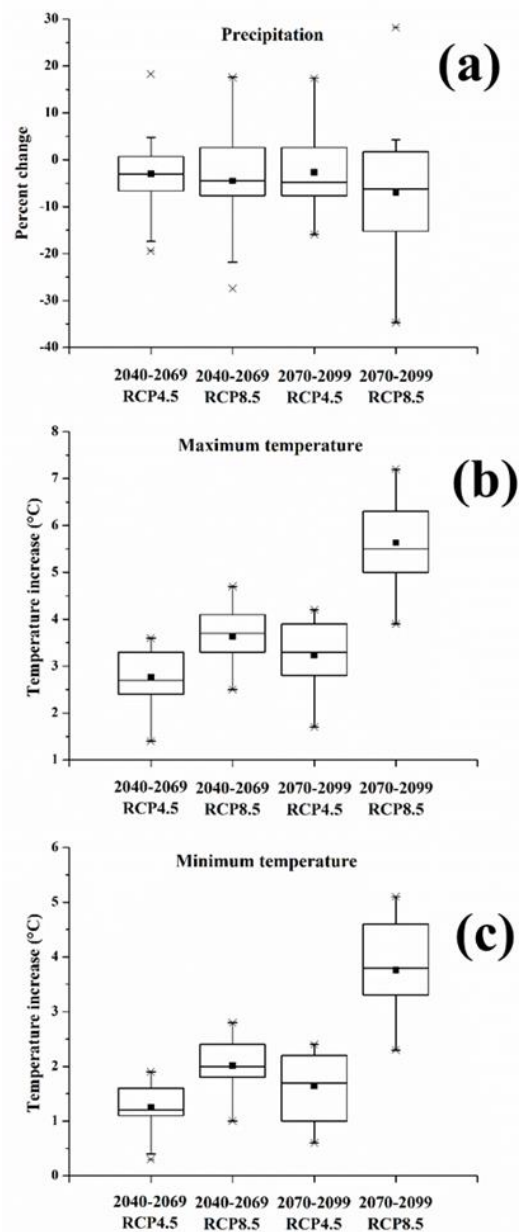 Precipitation
(a)
Percent change
30
20
10
0
-10
-20
-30
-40
2040-2069 2040-2069 2070-2099 2070-2099
RCP4.5 RCP8.5 RCP4.5 RCP8.5
Maximum temperature
(b)
Temperature increase (°C)
8
7
6
5
4
3
2
1
2040-2069 2040-2069 2070-2099 2070-2099
RCP4.5 RCP8.5 RCP4.5 RCP8.5
Minimum temperature
(c)
Temperature increase (°C)
6
5
4
3
2
1
0
2040-2069 2040-2069 2070-2099 2070-2099
RCP4.5 RCP8.5 RCP4.5 RCP8.5